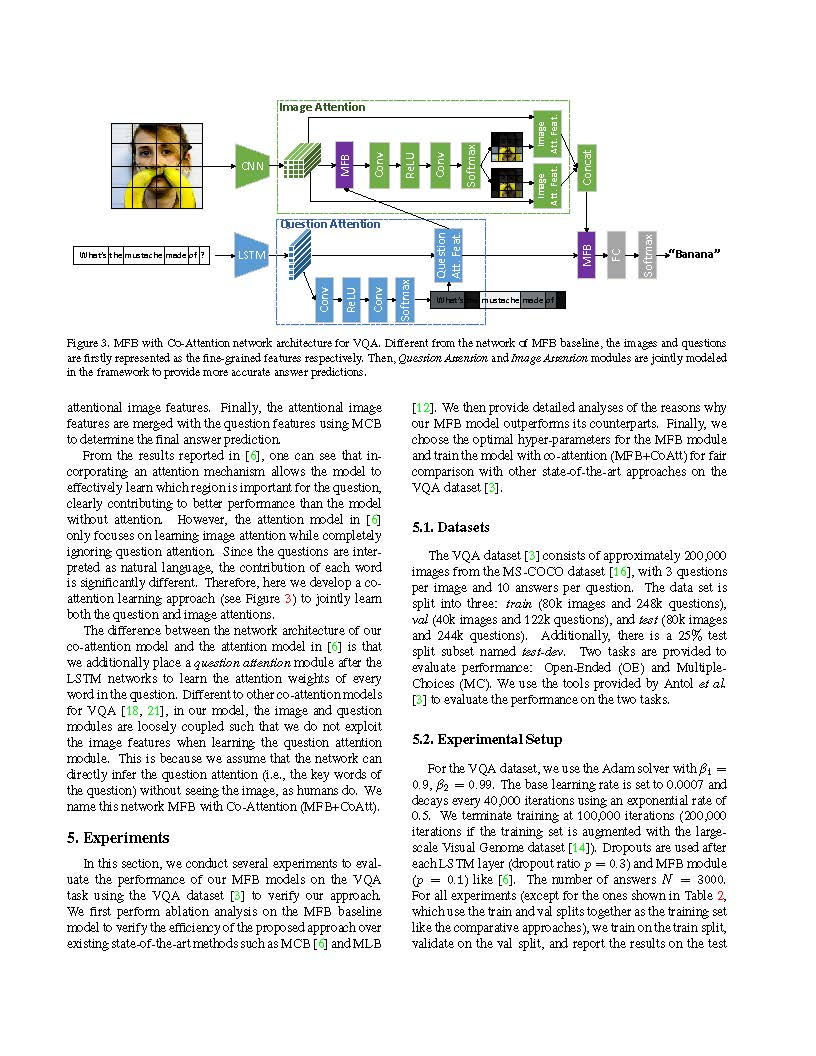 Image Attention
CNN
MFB
Conv
ReLU
Conv
Softmax
Image
Att. Feat.
Image
Att. Feat.
Concat
Question Attention
What's the mustache made of ?
LSTM
Conv
ReLU
Conv
Softmax
Question
Att. Feat.
What's mustache made of
MFB
FC
Softmax
“Banana”
Figure 3. MFB with Co-Attention network architecture for VQA. Different from the network of MFB baseline, the images and questions
are firstly represented as the fine-grained features respectively. Then, Question Attention and Image Attention modules are jointly modeled
in the framework to provide more accurate answer predictions.
attentional image features. Finally, the attentional image
features are merged with the question features using MCB
to determine the final answer prediction.
From the results reported in [6], one can see that in-
corporating an attention mechanism allows the model to
effectively learn which region is important for the question,
clearly contributing to better performance than the model
without attention. However, the attention model in [6]
only focuses on learning image attention while completely
ignoring question attention. Since the questions are inter-
preted as natural language, the contribution of each word
is significantly different. Therefore, here we develop a co-
attention learning approach (see Figure 3) to jointly learn
both the question and image attentions.
The difference between the network architecture of our
co-attention model and the attention model in [6] is that
we additionally place a question attention module after the
LSTM networks to learn the attention weights of every
word in the question. Different to other co-attention models
for VQA [18, 21], in our model, the image and question
modules are loosely coupled such that we do not exploit
the image features when learning the question attention
module. This is because we assume that the network can
directly infer the question attention (i.e., the key words of
the question) without seeing the image, as humans do. We
name this network MFB with Co-Attention (MFB+CoAtt).
5. Experiments
In this section, we conduct several experiments to eval-
uate the performance of our MFB models on the VQA
task using the VQA dataset [3] to verify our approach.
We first perform ablation analysis on the MFB baseline
model to verify the efficiency of the proposed approach over
existing state-of-the-art methods such as MCB [6] and MLB
[12]. We then provide detailed analyses of the reasons why
our MFB model outperforms its counterparts. Finally, we
choose the optimal hyper-parameters for the MFB module
and train the model with co-attention (MFB+CoAtt) for fair
comparison with other state-of-the-art approaches on the
VQA dataset [3].
5.1. Datasets
The VQA dataset [3] consists of approximately 200,000
images from the MS-COCO dataset [16], with 3 questions
per image and 10 answers per question. The data set is
split into three: train (80k images and 248k questions),
val (40k images and 122k questions), and test (80k images
and 244k questions). Additionally, there is a 25% test
split subset named test-dev. Two tasks are provided to
evaluate performance: Open-Ended (OE) and Multiple-
Choices (MC). We use the tools provided by Antol et al.
[3] to evaluate the performance on the two tasks.
5.2. Experimental Setup
For the VQA dataset, we use the Adam solver with β₁ =
0.9, β₂ = 0.99. The base learning rate is set to 0.0007 and
decays every 40,000 iterations using an exponential rate of
0.5. We terminate training at 100,000 iterations (200,000
iterations if the training set is augmented with the large-
scale Visual Genome dataset [14]). Dropouts are used after
each LSTM layer (dropout ratio p = 0.3) and MFB module
(p = 0.1) like [6]. The number of answers N = 3000.
For all experiments (except for the ones shown in Table 2,
which use the train and val splits together as the training set
like the comparative approaches), we train on the train split,
validate on the val split, and report the results on the test